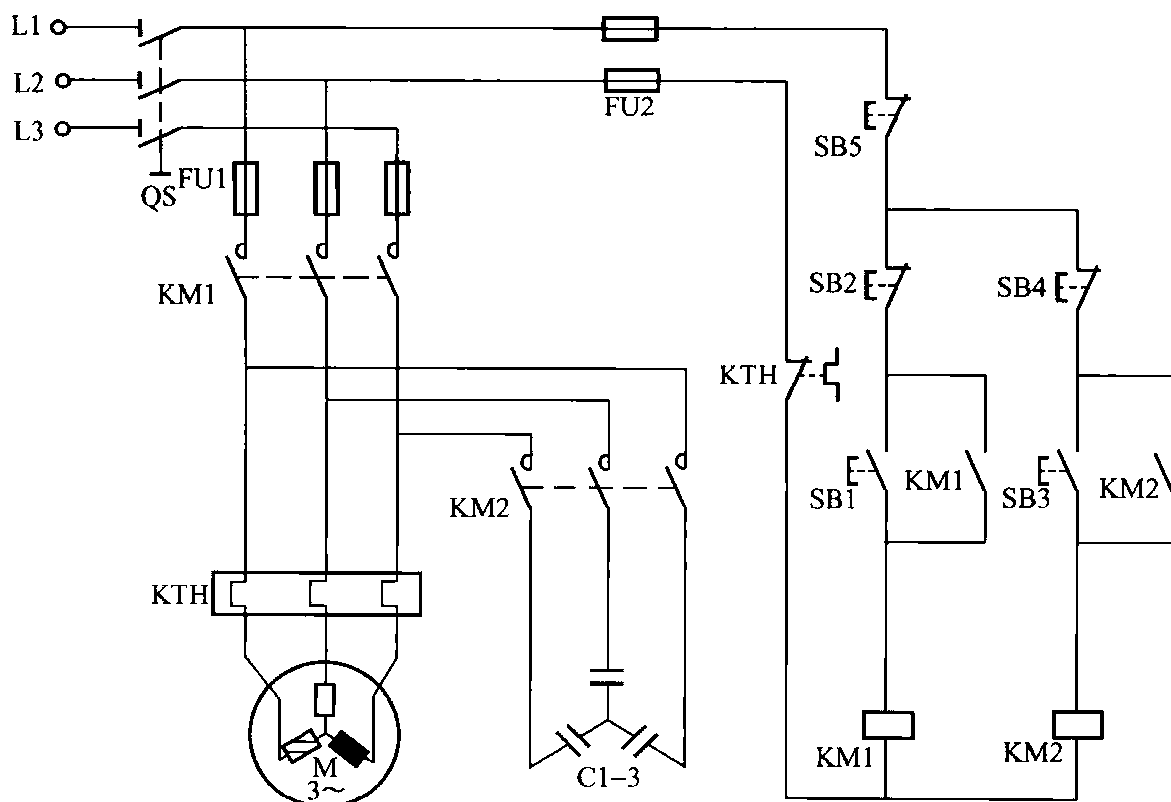 L1
L2
L3
FU2
SB5
FU1
QS
SB2
SB4
KM1
KTH
SB1
KM1
SB3
KM2
KM2
KTH
M
3~
C1-3
KM1
KM2